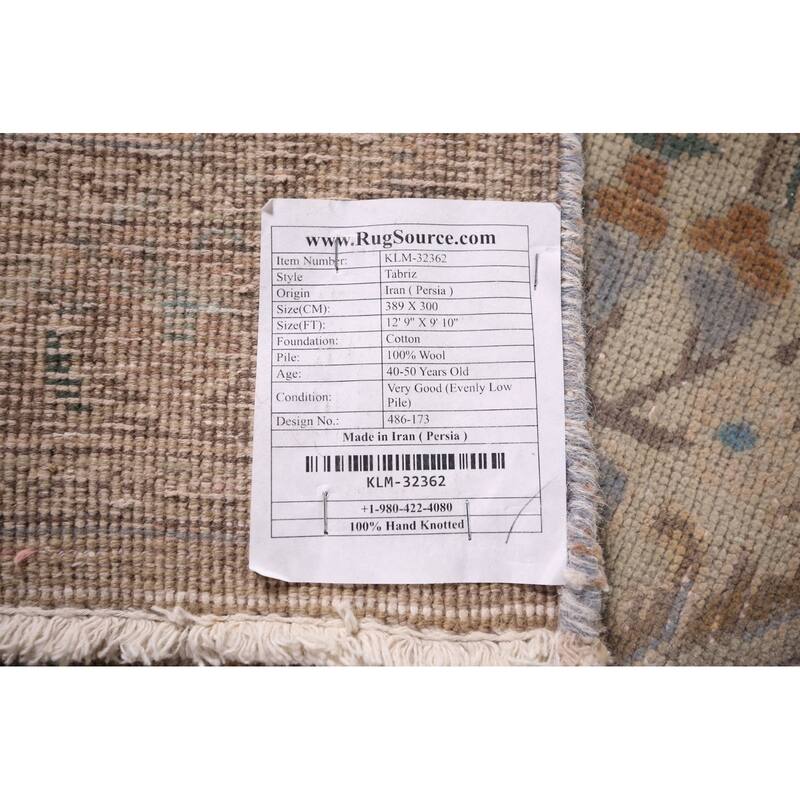 www.RugSource.com
Item Number: KLM-32362
Style Tabriz
Origin Iran ( Persia )
Size(CM): 389 X 300
Size(FT): 12' 9" X 9' 10"
Foundation: Cotton
Pile: 100% Wool
Age: 40-50 Years Old
Condition: Very Good (Evenly Low
Pile)
Design No.: 486-173
Made in Iran ( Persia )
KLM-32362
+1-980-422-4080
100% Hand Knotted